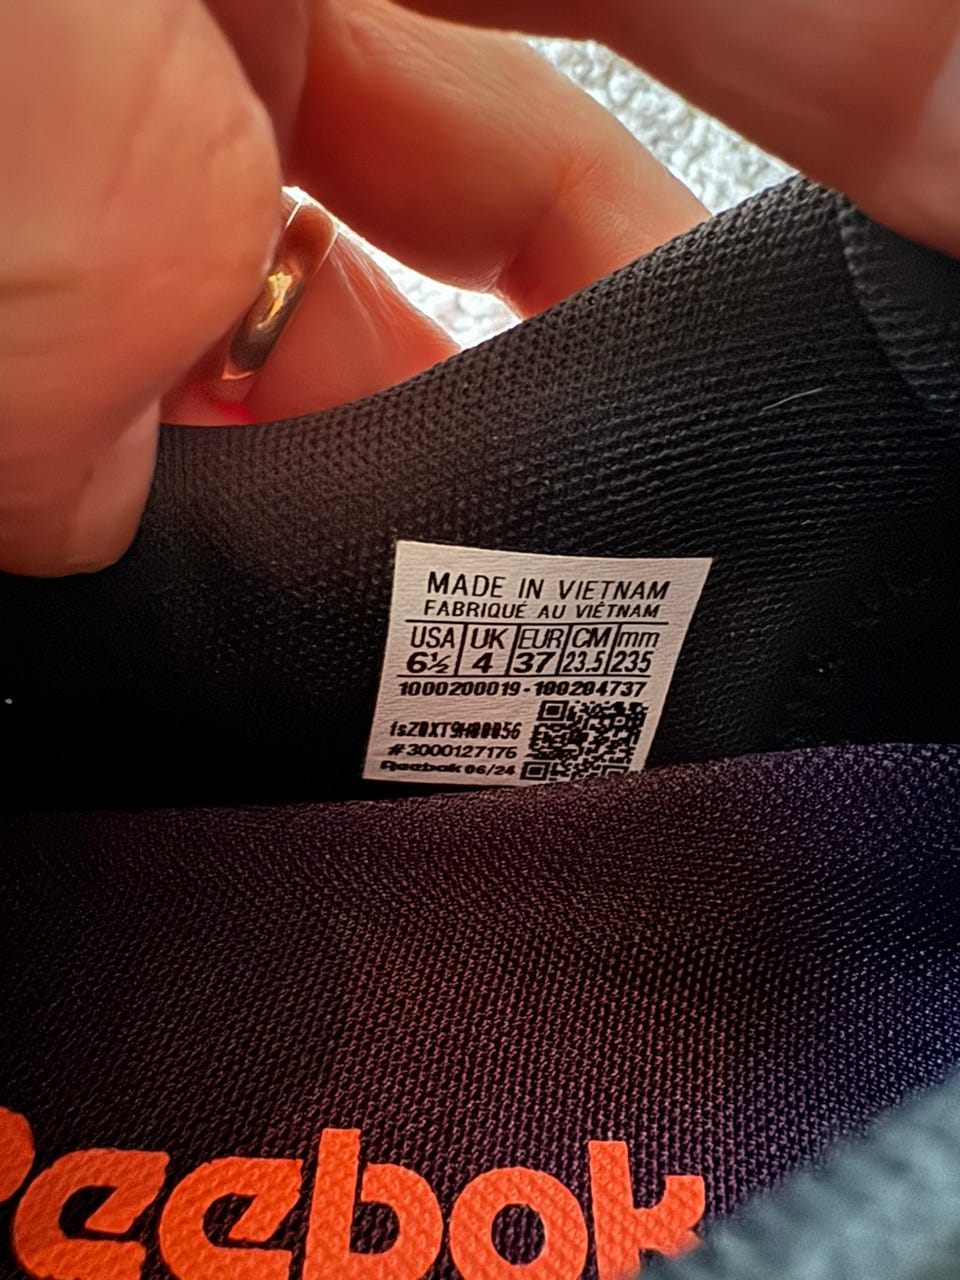 MADE IN VIETNAM
FABRIQUÉ AU VIÉTNAM
USA UK EUR CM mm
6½ 4 37 23.5 235
1000200019-100204737
#3000127176
Reebok 06/24
Reebok